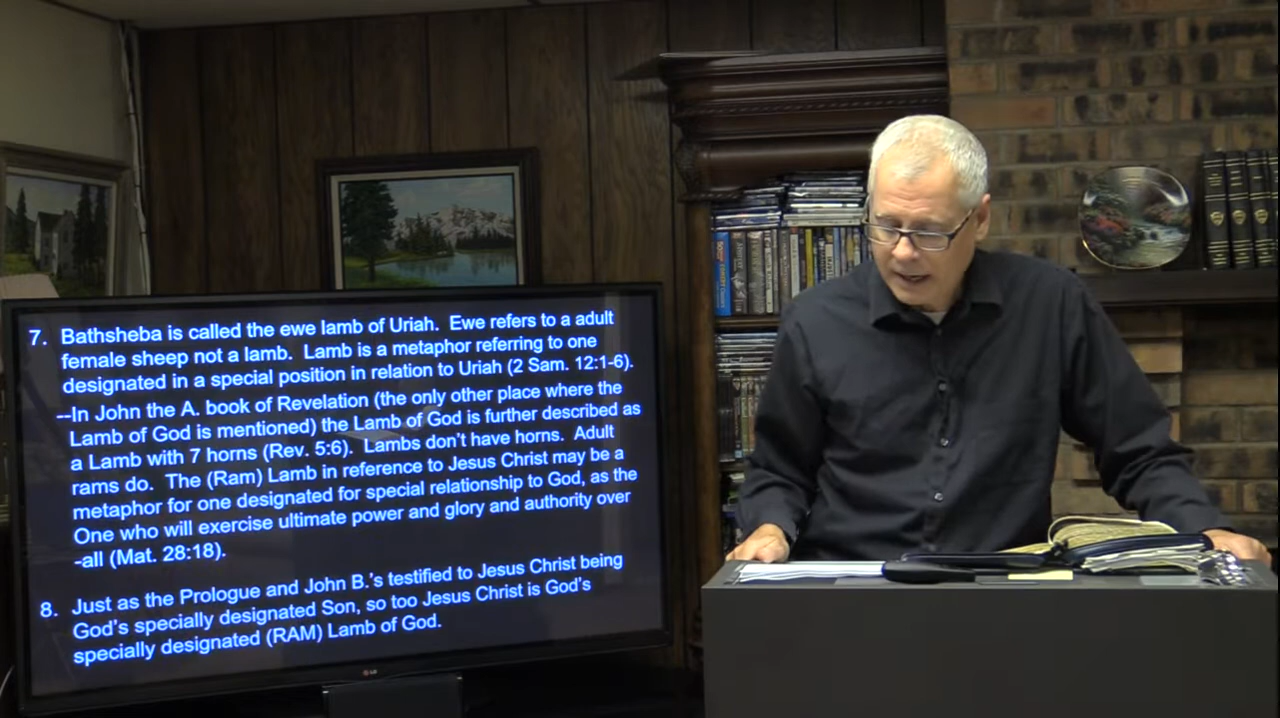 7. Bathsheba is called the ewe lamb of Uriah. Ewe refers to a adult
female sheep not a lamb. Lamb is a metaphor referring to one
designated in a special position in relation to Uriah (2 Sam. 12:1-6).
--In John the A. book of Revelation (the only other place where the
Lamb of God is mentioned) the Lamb of God is further described as
a Lamb with 7 horns (Rev. 5:6). Lambs don't have horns. Adult
rams do. The (Ram) Lamb in reference to Jesus Christ may be a
metaphor for one designated for special relationship to God, as the
One who will exercise ultimate power and glory and authority over
-all (Mat. 28:18).
8. Just as the Prologue and John B.'s testified to Jesus Christ being
God's specially designated Son, so too Jesus Christ is God's
specially designated (RAM) Lamb of God.
LG